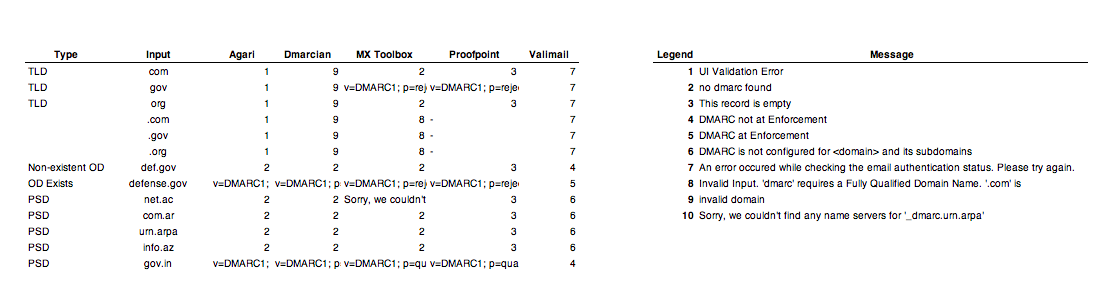 Type Input Agari Dmarcian MX Toolbox Proofpoint Valimail
TLD com 1 9 2 3 7
TLD gov 1 9 v=DMARC1; p=rej v=DMARC1; p=reje 7
TLD org 1 9 2 3 7
.com 1 9 8 - 7
.gov 1 9 8 - 7
.org 1 9 8 - 7
Non-existent OD def.gov 2 2 2 3 4
OD Exists defense.gov v=DMARC1; v=DMARC1; p v=DMARC1; p=rej v=DMARC1; p=reje 5
PSD net.ac 2 2 Sorry, we couldn't 3 6
PSD com.ar 2 2 2 3 6
PSD urn.arpa 2 2 2 3 6
PSD info.az 2 2 2 3 6
PSD gov.in v=DMARC1; v=DMARC1; p v=DMARC1; p=qu v=DMARC1; p=qua 4
Legend Message
1 UI Validation Error
2 no dmarc found
3 This record is empty
4 DMARC not at Enforcement
5 DMARC at Enforcement
6 DMARC is not configured for <domain> and its subdomains
7 An error occured while checking the email authentication status. Please try again.
8 Invalid Input. 'dmarc' requires a Fully Qualified Domain Name. '.com' is
9 invalid domain
10 Sorry, we couldn't find any name servers for '_dmarc.urn.arpa'